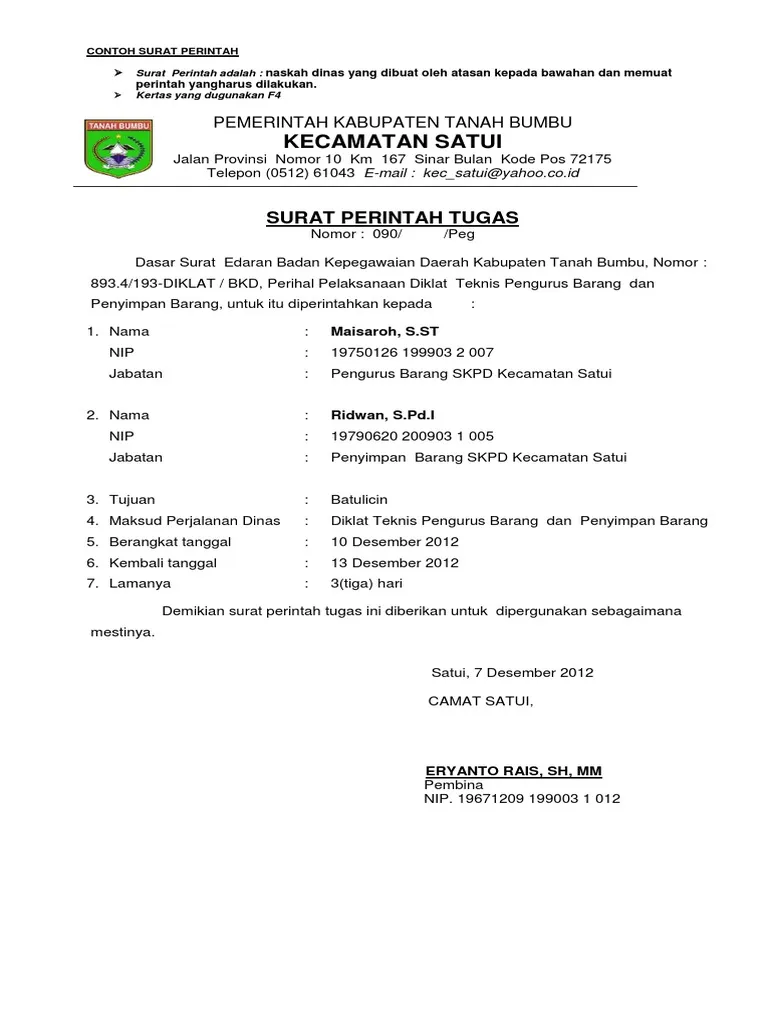 CONTOH SURAT PERINTAH
➢ Surat Perintah adalah : naskah dinas yang dibuat oleh atasan kepada bawahan dan memuat
perintah yangharus dilakukan.
➢ Kertas yang dugunakan F4
TANAH BUMBU
PEMERINTAH KABUPATEN TANAH BUMBU
KECAMATAN SATUI
Jalan Provinsi Nomor 10 Km 167 Sinar Bulan Kode Pos 72175
Telepon (0512) 61043 E-mail : kec_satui@yahoo.co.id
SURAT PERINTAH TUGAS
Nomor : 090/ /Peg
Dasar Surat Edaran Badan Kepegawaian Daerah Kabupaten Tanah Bumbu, Nomor :
893.4/193-DIKLAT / BKD, Perihal Pelaksanaan Diklat Teknis Pengurus Barang dan
Penyimpan Barang, untuk itu diperintahkan kepada :
1. Nama : Maisaroh, S.ST
NIP : 19750126 199903 2 007
Jabatan : Pengurus Barang SKPD Kecamatan Satui
2. Nama : Ridwan, S.Pd.I
NIP : 19790620 200903 1 005
Jabatan : Penyimpan Barang SKPD Kecamatan Satui
3. Tujuan : Batulicin
4. Maksud Perjalanan Dinas : Diklat Teknis Pengurus Barang dan Penyimpan Barang
5. Berangkat tanggal : 10 Desember 2012
6. Kembali tanggal : 13 Desember 2012
7. Lamanya : 3(tiga) hari
Demikian surat perintah tugas ini diberikan untuk dipergunakan sebagaimana
mestinya.
Satui, 7 Desember 2012
CAMAT SATUI,
ERYANTO RAIS, SH, MM
Pembina
NIP. 19671209 199003 1 012